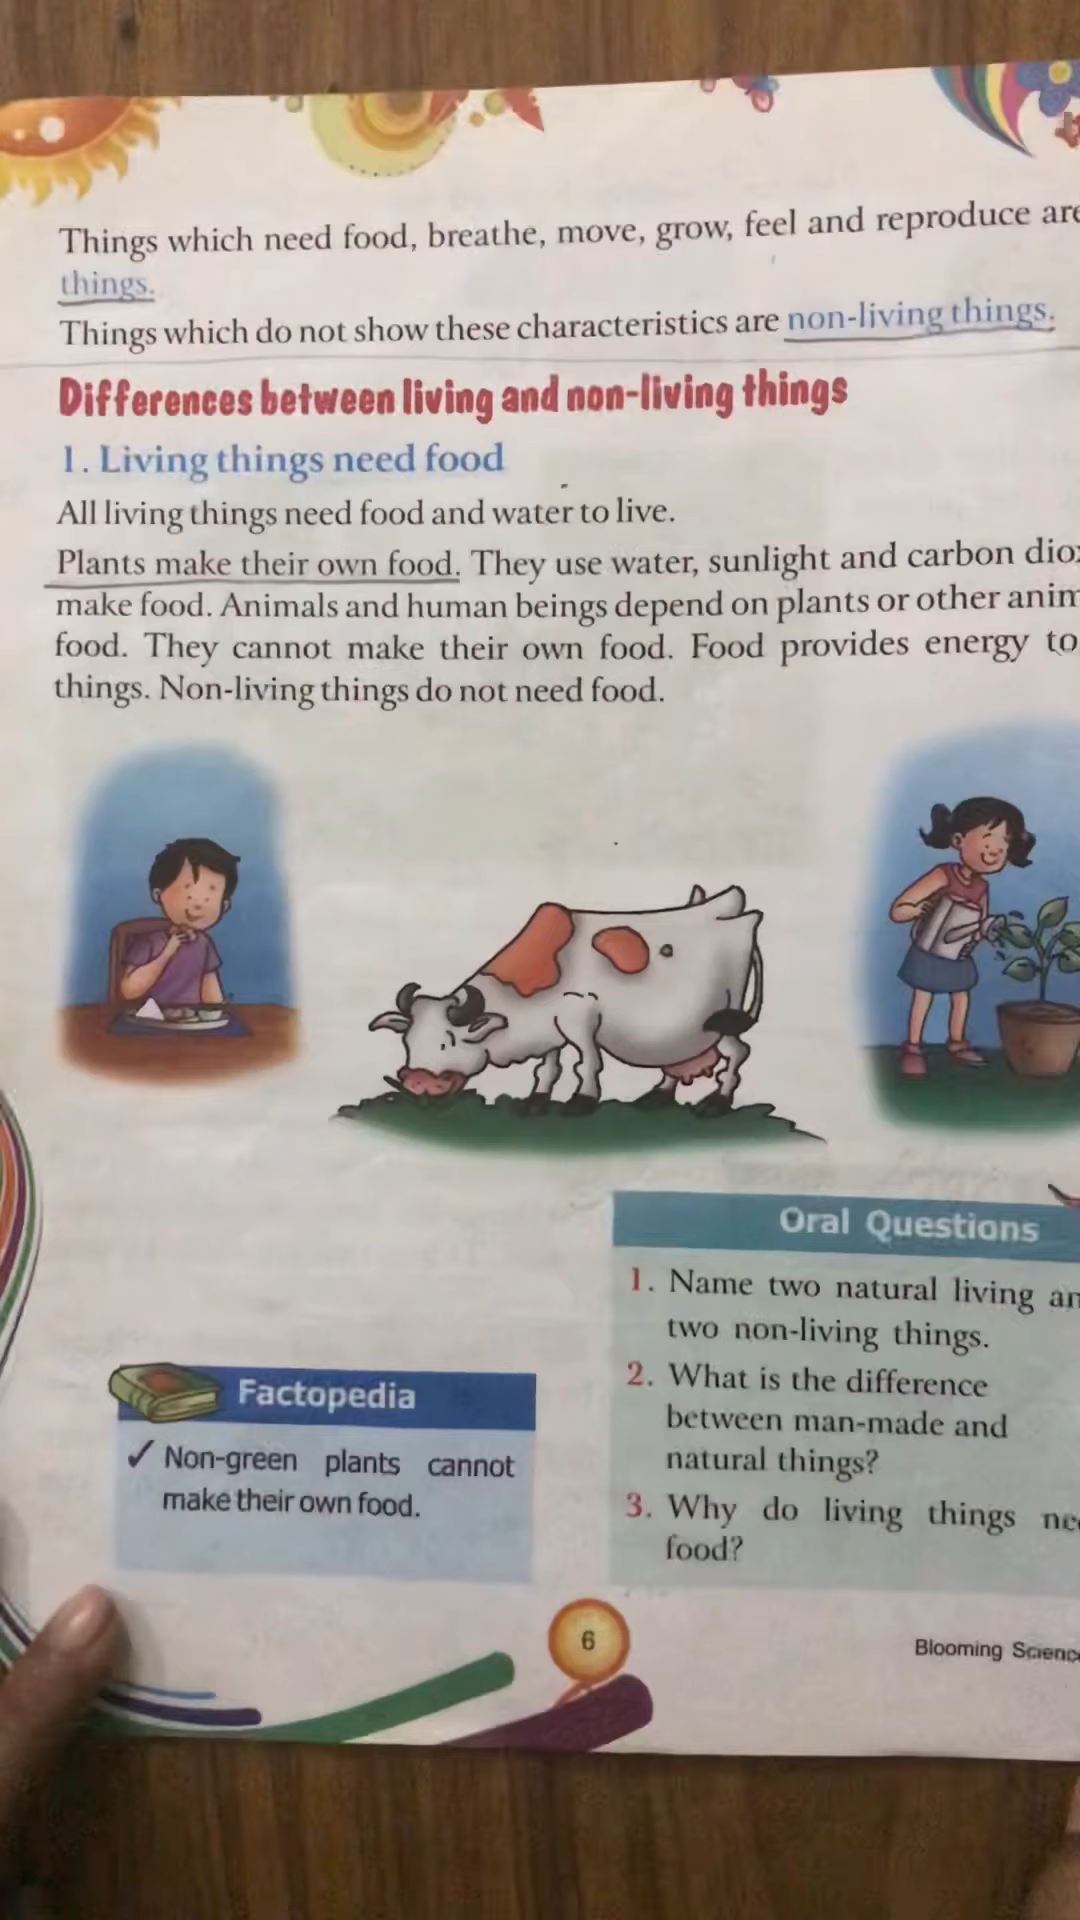 Things which need food, breathe, move, grow, feel and reproduce are
things.
Things which do not show these characteristics are non-living things.
Differences between living and non-living things
1. Living things need food
All living things need food and water to live.
Plants make their own food. They use water, sunlight and carbon
make food. Animals and human beings depend on plants or other
food. They cannot make their own food. Food provides energy to
things. Non-living things do not need food.
Oral Questions
1. Name two natural living
two non-living things.
2. What is the difference
between man-made and
natural things?
3. Why do living things
food?
Factopedia
✓ Non-green plants cannot
make their own food.
6
Blooming